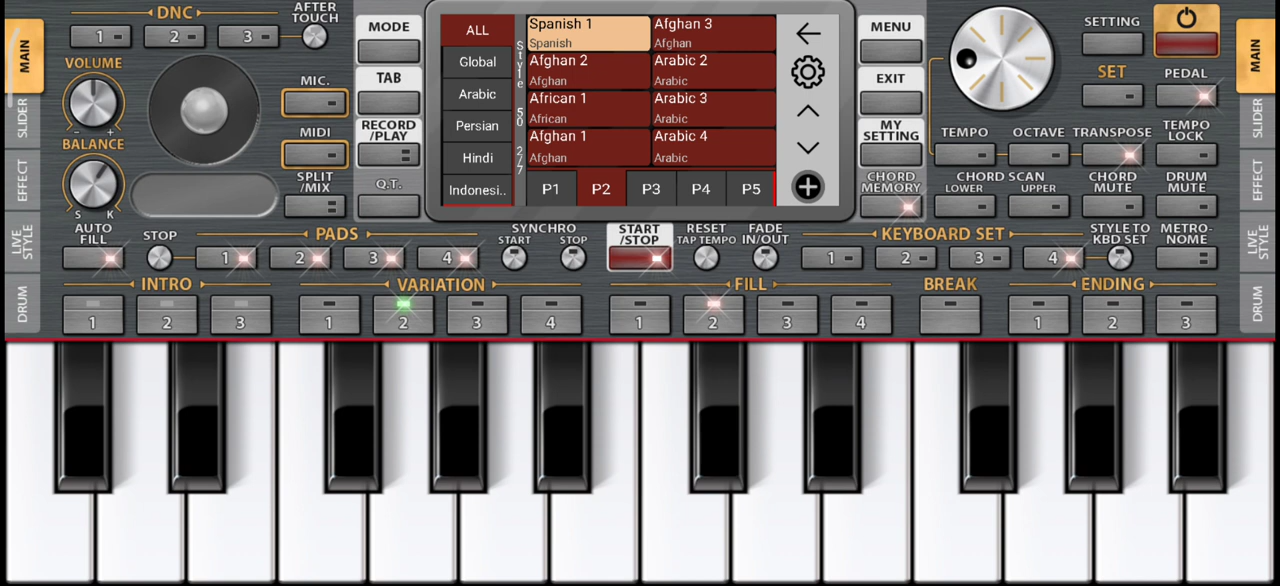 MAIN
SLIDER
EFFECT
LIVE
STYLE
DRUM
DNC
1
2
3
AFTER
TOUCH
VOLUME
- +
BALANCE
S K
MIC.
MIDI
SPLIT
/MIX
MODE
TAB
RECORD
/PLAY
Q.T.
ALL
Global
Arabic
Persian
Hindi
Indonesi..
Style 50 2/7
Spanish 1
Spanish
Afghan 3
Afghan
Afghan 2
Afghan
Arabic 2
Arabic
African 1
African
Arabic 3
Arabic
Afghan 1
Afghan
Arabic 4
Arabic
P1 P2 P3 P4 P5
MENU
EXIT
MY
SETTING
CHORD
MEMORY
SETTING
SET
PEDAL
TEMPO
OCTAVE
TRANSPOSE
TEMPO
LOCK
CHORD SCAN
LOWER UPPER
CHORD
MUTE
DRUM
MUTE
AUTO
FILL
STOP
PADS
1
2
3
4
SYNCHRO
START STOP
START
/STOP
RESET
TAP TEMPO
FADE
IN/OUT
KEYBOARD SET
1
2
3
4
STYLE TO
KBD SET
METRO-
NOME
INTRO
1
2
3
VARIATION
1
2
3
4
FILL
1
2
3
4
BREAK
ENDING
1
2
3
MAIN
SLIDER
EFFECT
LIVE
STYLE
DRUM